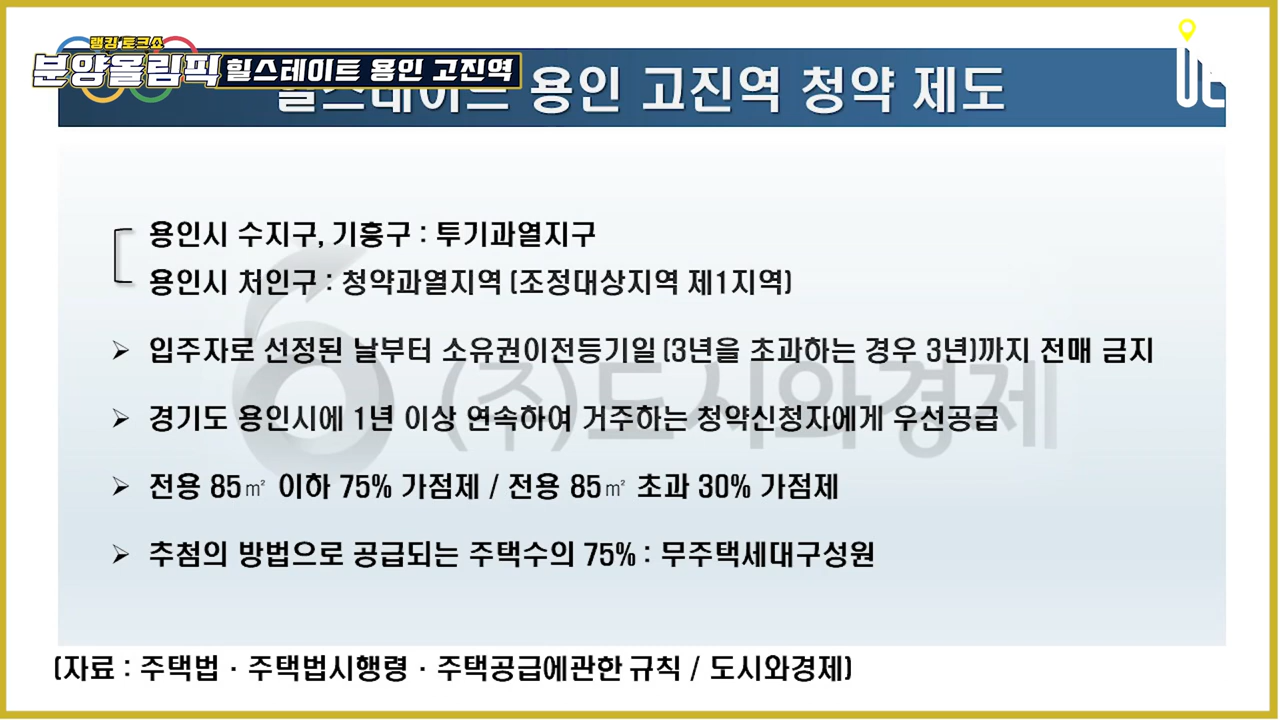 랭킹 토크쇼
분양올림픽 힐스테이트 용인 고진역
힐스테이트 용인 고진역 청약 제도
용인시 수지구, 기흥구 : 투기과열지구
용인시 처인구 : 청약과열지역 (조정대상지역 제1지역)
➢ 입주자로 선정된 날부터 소유권이전등기일 (3년을 초과하는 경우 3년)까지 전매 금지
➢ 경기도 용인시에 1년 이상 연속하여 거주하는 청약신청자에게 우선공급
➢ 전용 85㎡ 이하 75% 가점제 / 전용 85㎡ 초과 30% 가점제
➢ 추첨의 방법으로 공급되는 주택수의 75% : 무주택세대구성원
(주)도시와경제
(자료 : 주택법 · 주택법시행령 · 주택공급에관한 규칙 / 도시와경제)